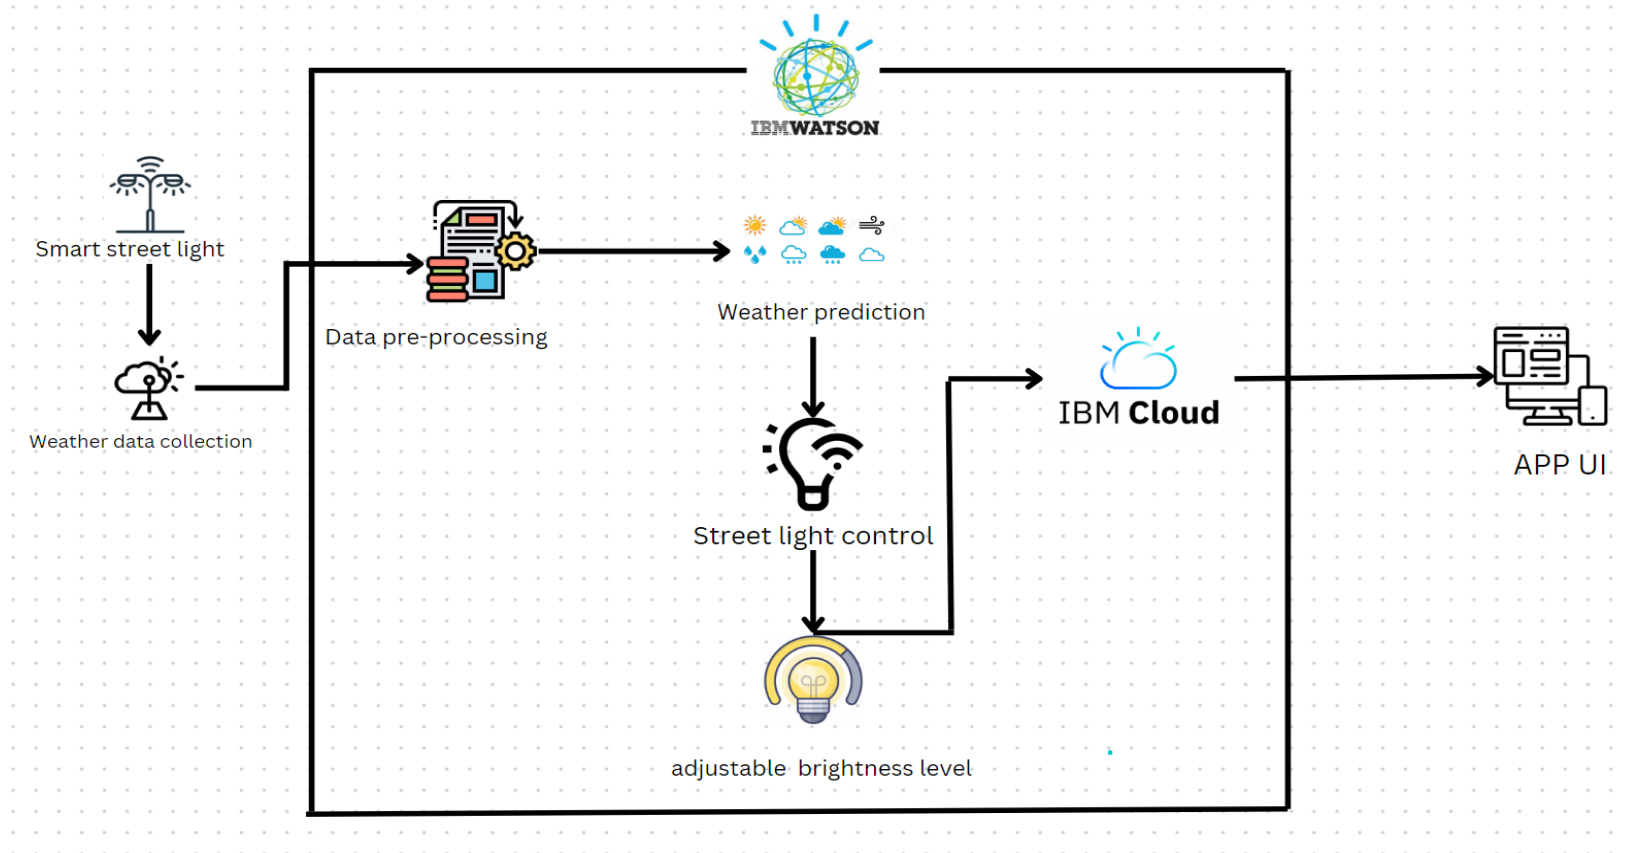 IBMWATSON
Smart street light
Weather data collection
Data pre-processing
Weather prediction
Street light control
adjustable brightness level
IBM Cloud
APP UI